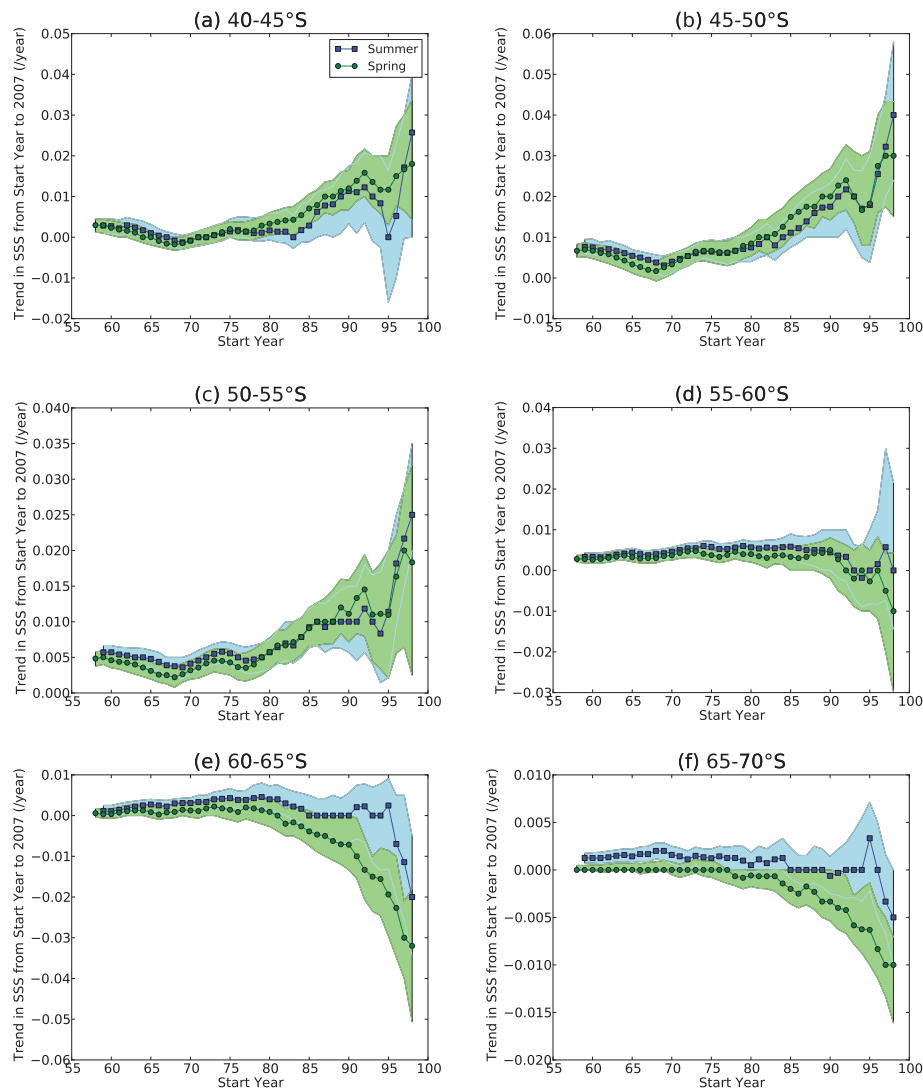 (a) 40-45°S
Trend in SSS from Start Year to 2007 (/year)
0.05
0.04
0.03
0.02
0.01
0.00
−0.01
−0.02
55 60 65 70 75 80 85 90 95 100
Start Year
Summer
Spring
(b) 45-50°S
Trend in SSS from Start Year to 2007 (/year)
0.06
0.05
0.04
0.03
0.02
0.01
0.00
−0.01
55 60 65 70 75 80 85 90 95 100
Start Year
(c) 50-55°S
Trend in SSS from Start Year to 2007 (/year)
0.040
0.035
0.030
0.025
0.020
0.015
0.010
0.005
0.000
55 60 65 70 75 80 85 90 95 100
Start Year
(d) 55-60°S
Trend in SSS from Start Year to 2007 (/year)
0.04
0.03
0.02
0.01
0.00
−0.01
−0.02
−0.03
55 60 65 70 75 80 85 90 95 100
Start Year
(e) 60-65°S
Trend in SSS from Start Year to 2007 (/year)
0.01
0.00
−0.01
−0.02
−0.03
−0.04
−0.05
−0.06
55 60 65 70 75 80 85 90 95 100
Start Year
(f) 65-70°S
Trend in SSS from Start Year to 2007 (/year)
0.010
0.005
0.000
−0.005
−0.010
−0.015
−0.020
55 60 65 70 75 80 85 90 95 100
Start Year